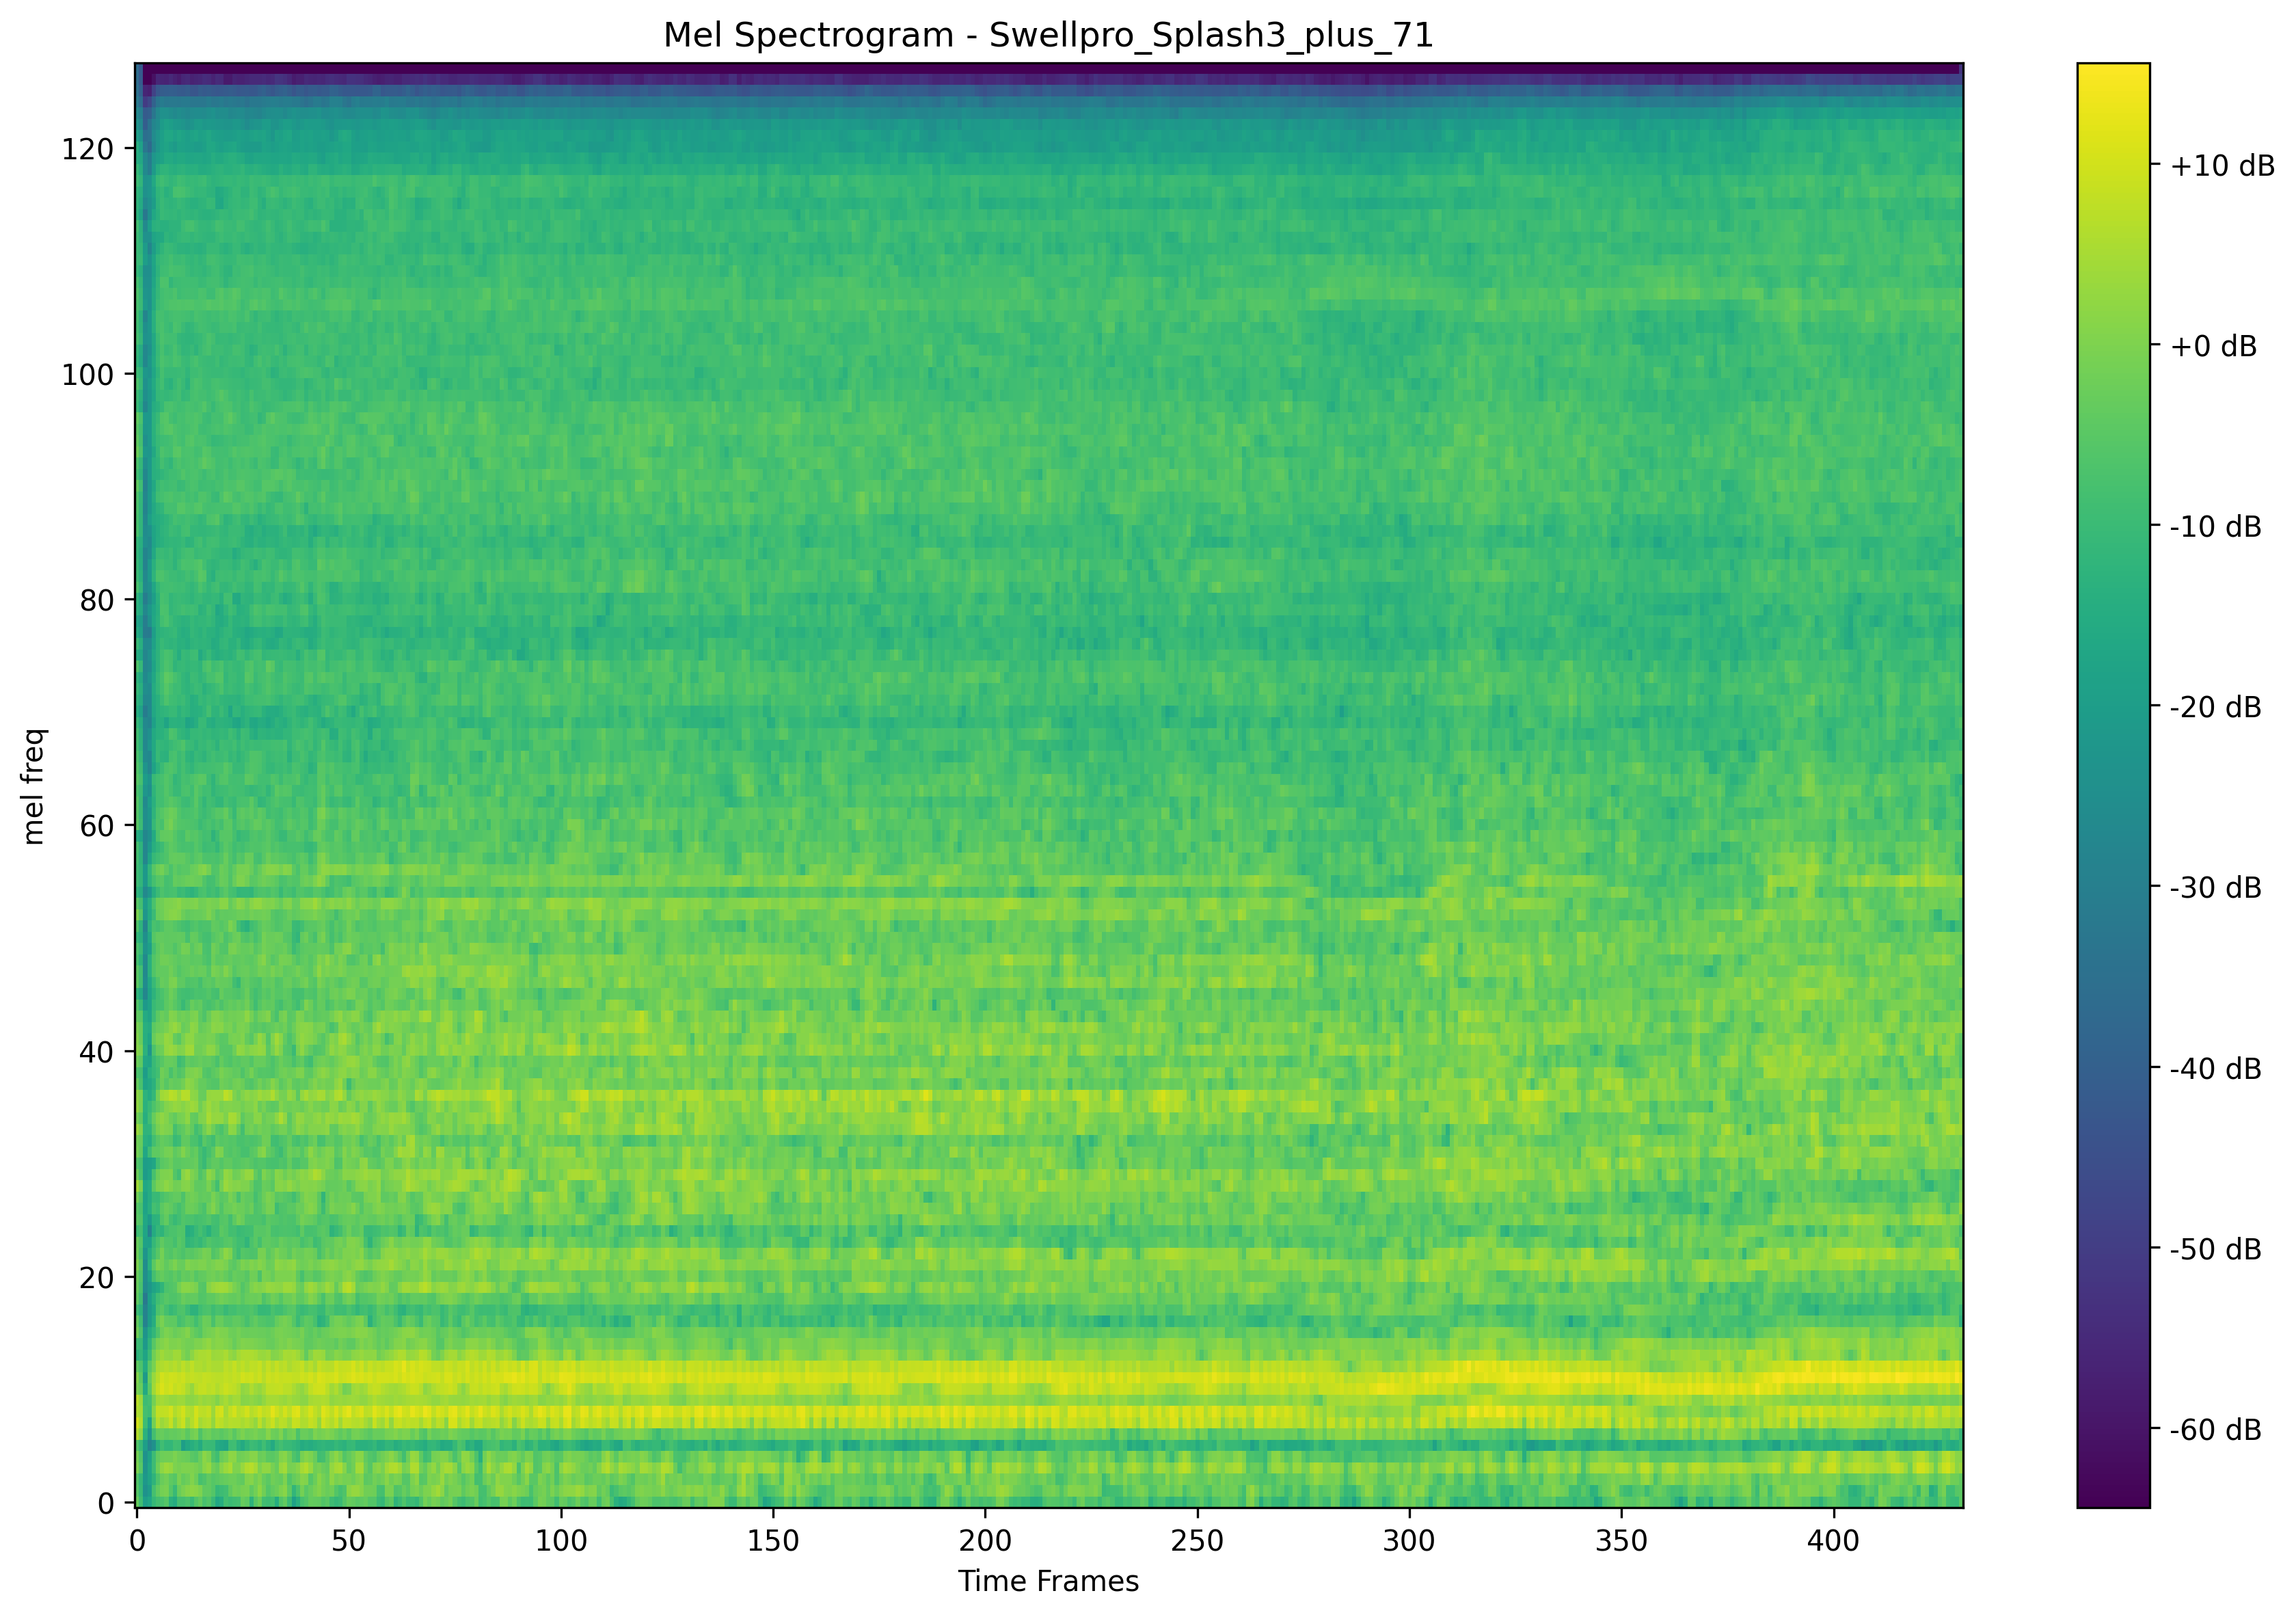 Mel Spectrogram - Swellpro_Splash3_plus_71
mel freq
120
100
80
60
40
20
0
0 50 100 150 200 250 300 350 400
Time Frames
+10 dB
+0 dB
-10 dB
-20 dB
-30 dB
-40 dB
-50 dB
-60 dB